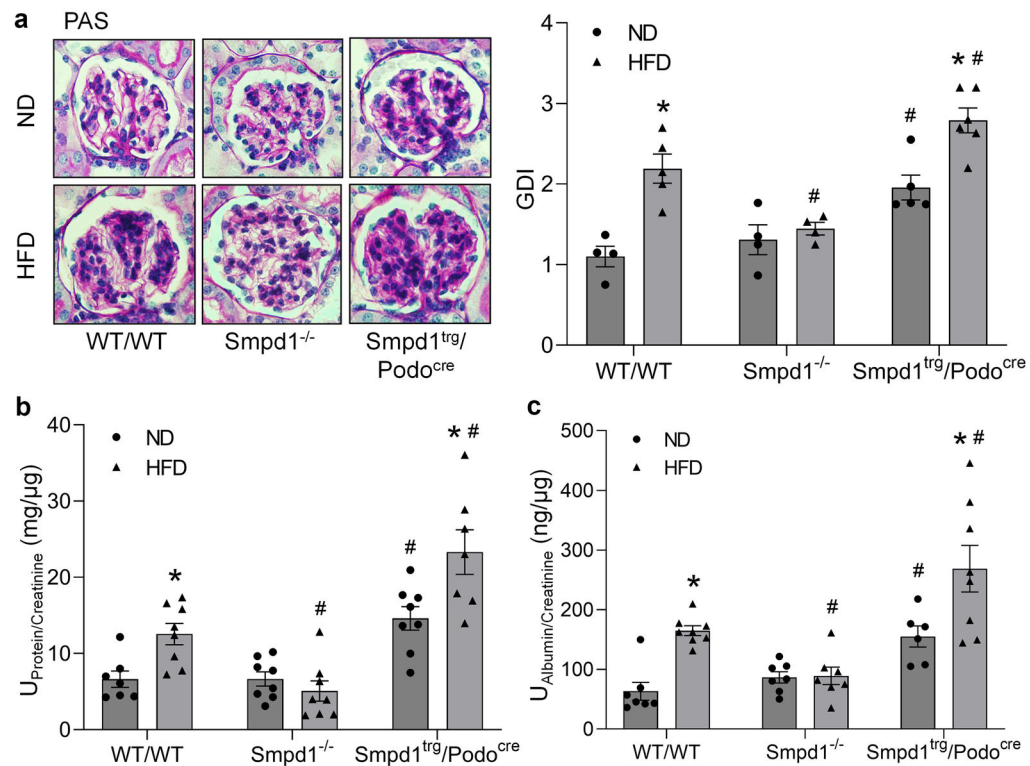 a
PAS
ND
HFD
WT/WT
Smpd1-/-
Smpd1trg/
Podocre
4
3
2
1
0
GDI
ND
HFD
*
#
#
* #
WT/WT
Smpd1-/-
Smpd1trg/Podocre
b
40
30
20
10
0
UProtein/Creatinine (mg/µg)
ND
HFD
*
#
#
* #
WT/WT
Smpd1-/-
Smpd1trg/Podocre
c
500
400
300
200
100
0
UAlbumin/Creatinine (ng/µg)
ND
HFD
*
#
#
* #
WT/WT
Smpd1-/-
Smpd1trg/Podocre